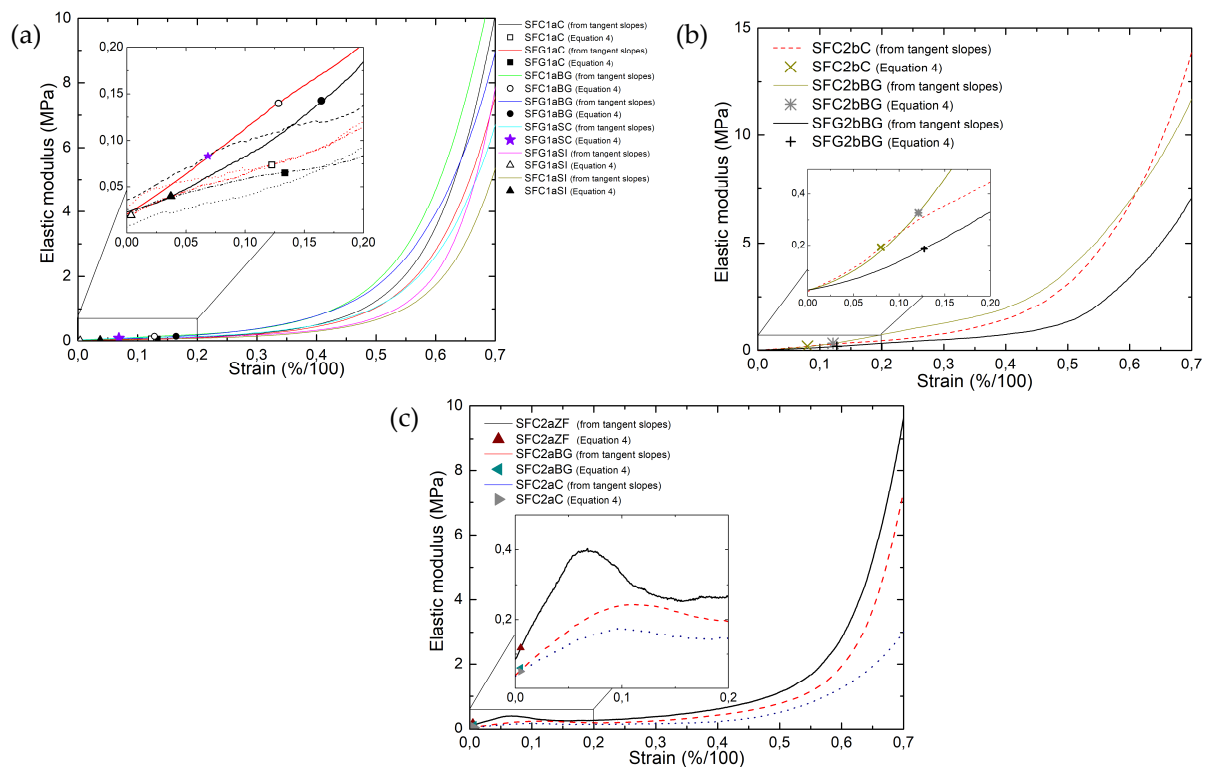 (a)
Elastic modulus (MPa)
10
8
6
4
2
0
0,0 0,1 0,2 0,3 0,4 0,5 0,6 0,7
Strain (%/100)
0,20
0,15
0,10
0,05
0,00 0,05 0,10 0,15 0,20
SFC1aC (from tangent slopes)
SFC1aC (Equation 4)
SFG1aC (from tangent slopes)
SFG1aC (Equation 4)
SFC1aBG (from tangent slopes)
SFC1aBG (Equation 4)
SFG1aBG (from tangent slopes)
SFG1aBG (Equation 4)
SFG1aSC (from tangent slopes)
SFG1aSC (Equation 4)
SFG1aSI (from tangent slopes)
SFG1aSI (Equation 4)
SFC1aSI (from tangent slopes)
SFC1aSI (Equation 4)
(b)
Elastic modulus (MPa)
15
10
5
0
0,0 0,1 0,2 0,3 0,4 0,5 0,6 0,7
Strain (%/100)
SFC2bC (from tangent slopes)
SFC2bC (Equation 4)
SFC2bBG (from tangent slopes)
SFC2bBG (Equation 4)
SFG2bBG (from tangent slopes)
SFG2bBG (Equation 4)
0,4
0,2
0,00 0,05 0,10 0,15 0,20
(c)
Elastic modulus (MPa)
10
8
6
4
2
0
0,0 0,1 0,2 0,3 0,4 0,5 0,6 0,7
Strain (%/100)
SFC2aZF (from tangent slopes)
SFC2aZF (Equation 4)
SFC2aBG (from tangent slopes)
SFC2aBG (Equation 4)
SFC2aC (from tangent slopes)
SFC2aC (Equation 4)
0,4
0,2
0,0 0,1 0,2